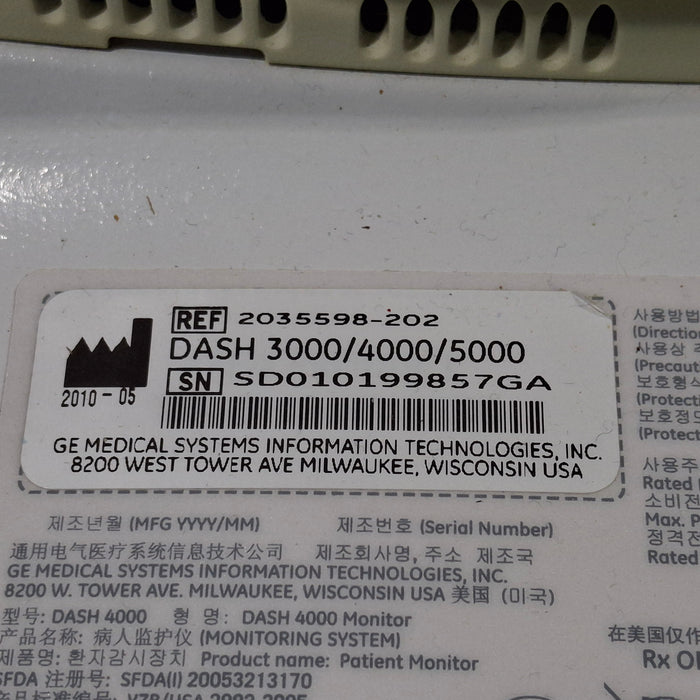 REF 2035598-202
DASH 3000/4000/5000
SN SD010199857GA
2010-05
GE MEDICAL SYSTEMS INFORMATION TECHNOLOGIES, INC.
8200 WEST TOWER AVE MILWAUKEE, WISCONSIN USA
제조년월 (MFG YYYY/MM) 제조번호 (Serial Number)
通用电气医疗系统信息技术公司 제조회사명, 주소 제조국
GE MEDICAL SYSTEMS INFORMATION TECHNOLOGIES, INC.
8200 W. TOWER AVE. MILWAUKEE, WISCONSIN USA 美国 (미국)
型号: DASH 4000 형 명: DASH 4000 Monitor
产品名称: 病人监护仪 (MONITORING SYSTEM)
제품명: 환자감시장치 Product name: Patient Monitor
SFDA 注册号: SFDA(I) 20053213170
사용방법
(Direction
사용상
(Precaut
보호형식
(Protecti
보호정도
(Protect
사용주
Rated
소비전
Max. P
정격전
Rated
在美国仅作
Rx O